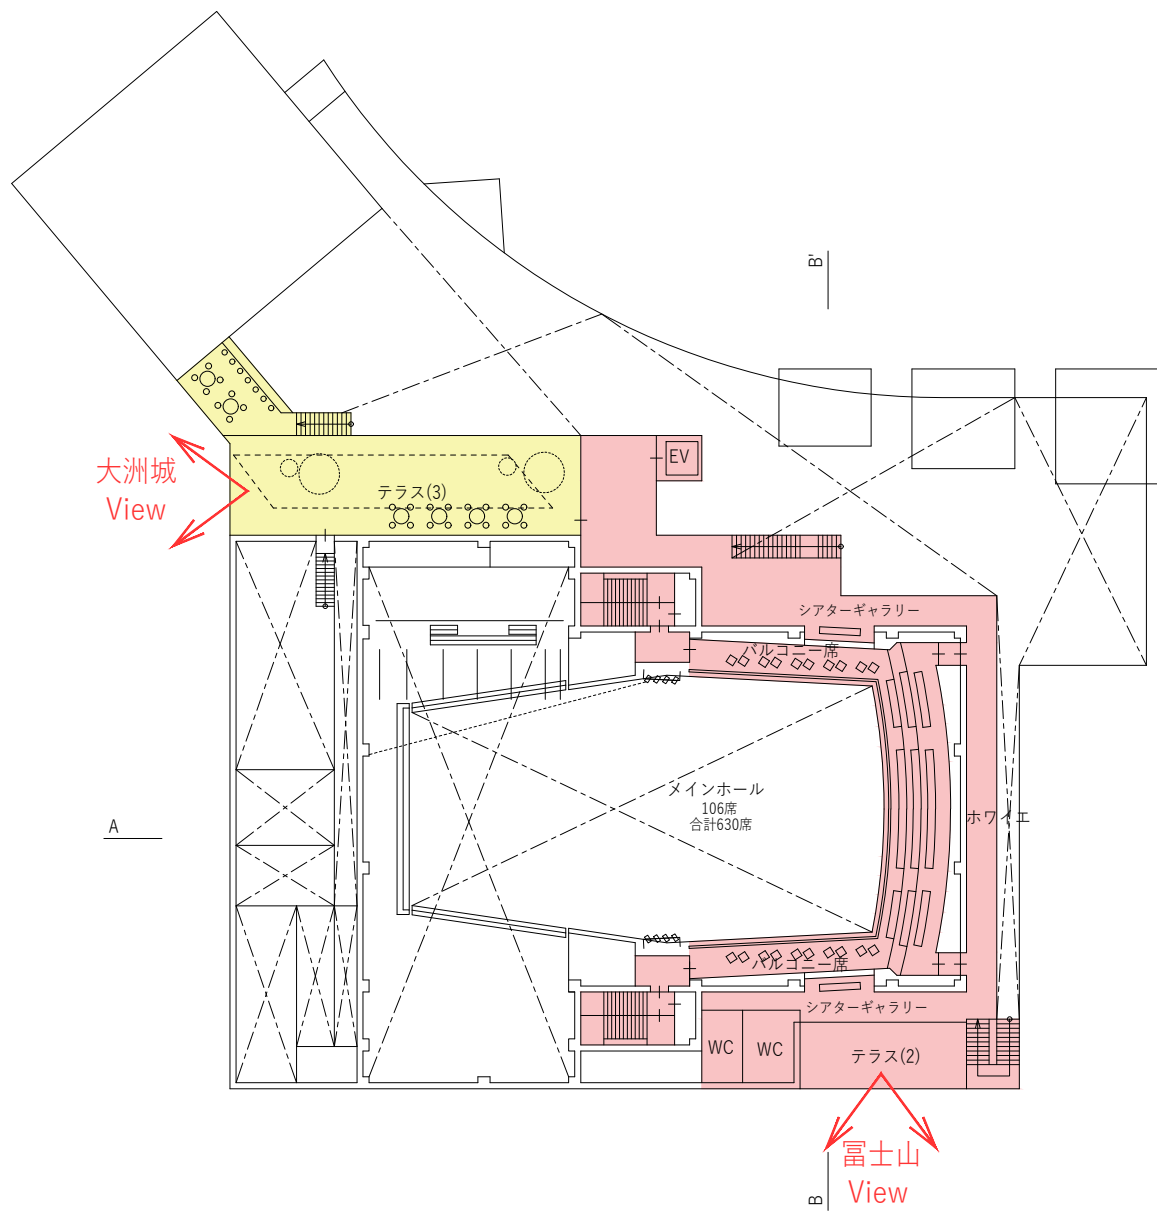 B'
EV
大洲城
View
テラス(3)
シアターギャラリー
バルコニー席
メインホール
106席
合計630席
ホワイエ
A
バルコニー席
シアターギャラリー
WC
WC
テラス(2)
冨士山
View
B